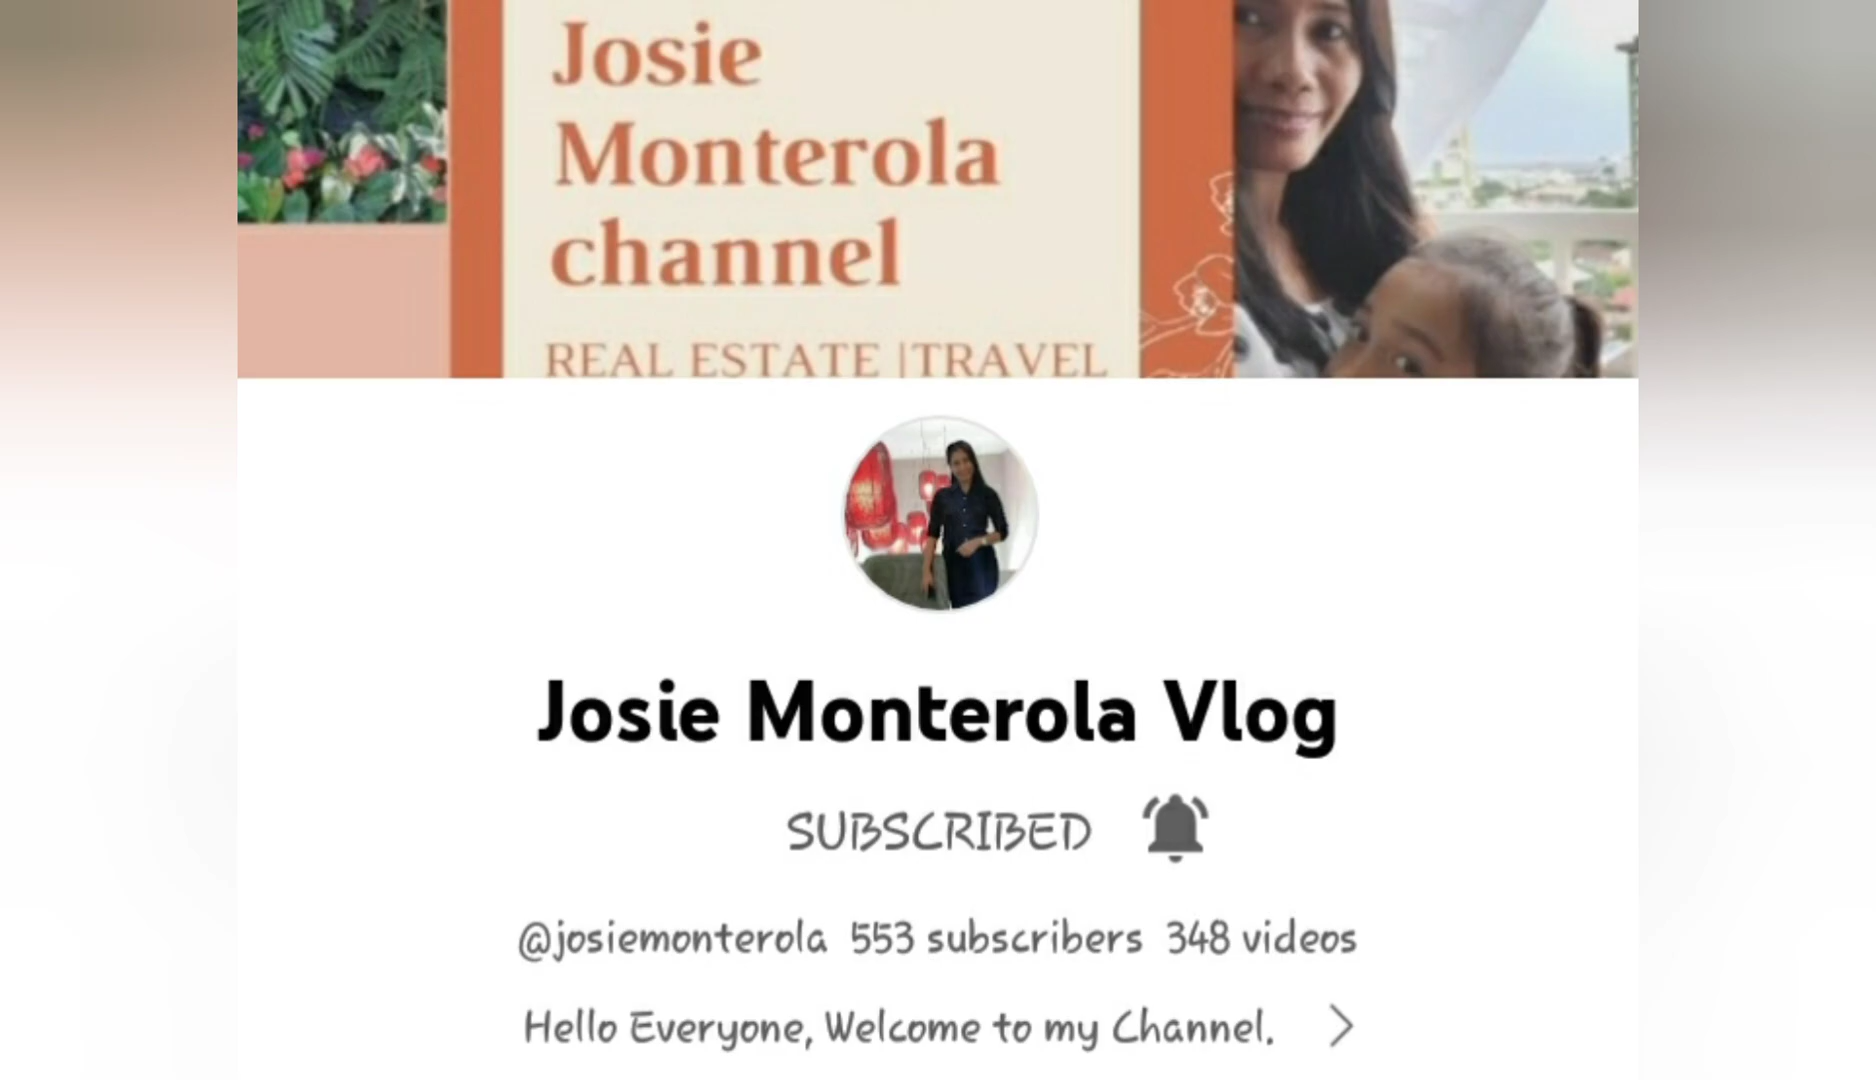 Josie
Monterola
channel
REAL ESTATE |TRAVEL
Josie Monterola Vlog
SUBSCRIBED
@josiemonterola 553 subscribers 348 videos
Hello Everyone, Welcome to my Channel.